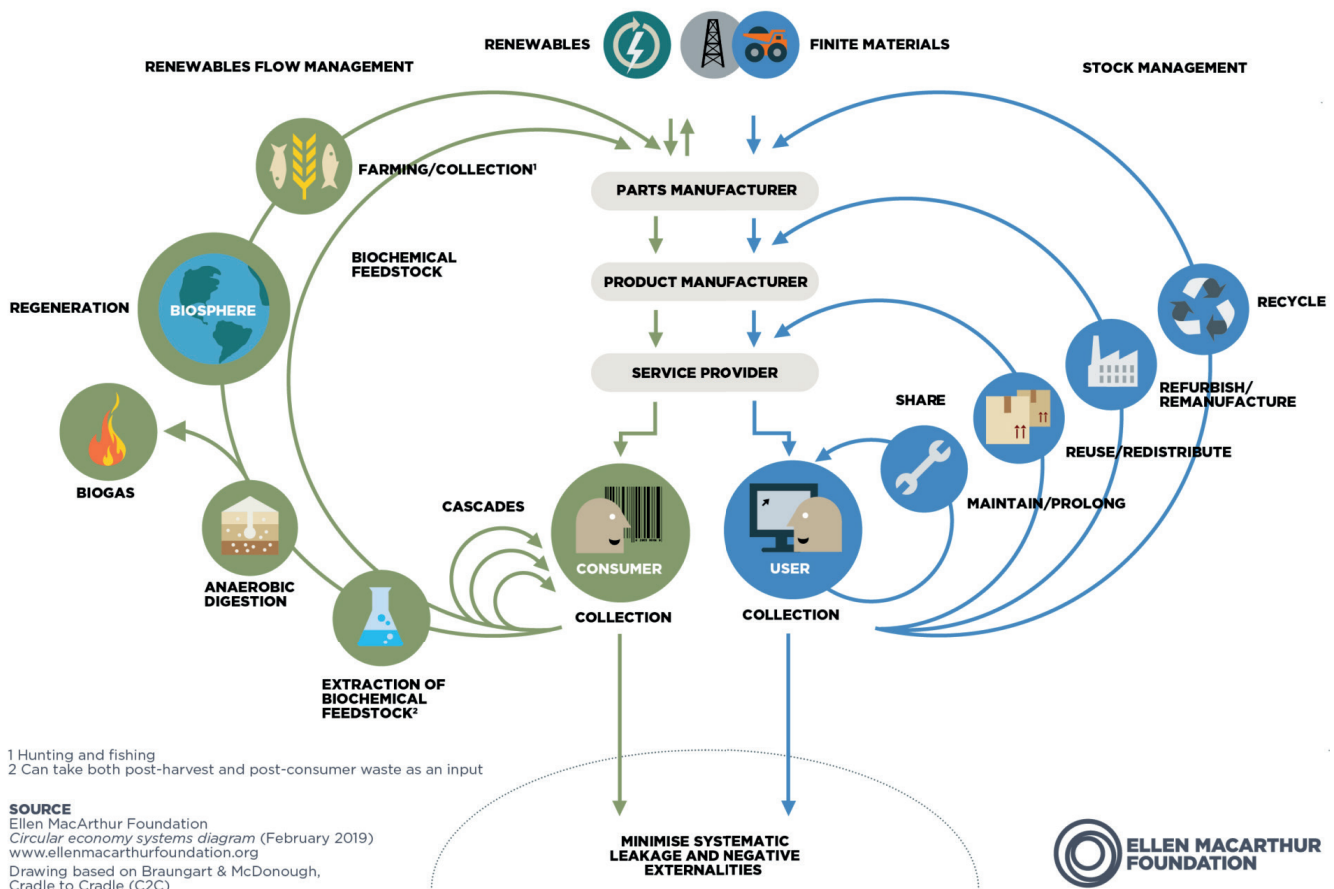 RENEWABLES
FINITE MATERIALS
RENEWABLES FLOW MANAGEMENT
STOCK MANAGEMENT
FARMING/COLLECTION¹
PARTS MANUFACTURER
BIOCHEMICAL
FEEDSTOCK
PRODUCT MANUFACTURER
REGENERATION
BIOSPHERE
RECYCLE
SERVICE PROVIDER
SHARE
REFURBISH/
REMANUFACTURE
REUSE/REDISTRIBUTE
BIOGAS
MAINTAIN/PROLONG
CASCADES
CONSUMER
USER
ANAEROBIC
DIGESTION
COLLECTION
COLLECTION
EXTRACTION OF
BIOCHEMICAL
FEEDSTOCK²
1 Hunting and fishing
2 Can take both post-harvest and post-consumer waste as an input
SOURCE
Ellen MacArthur Foundation
Circular economy systems diagram (February 2019)
www.ellenmacarthurfoundation.org
Drawing based on Braungart & McDonough,
Cradle to Cradle (C2C)
MINIMISE SYSTEMATIC
LEAKAGE AND NEGATIVE
EXTERNALITIES
ELLEN MACARTHUR
FOUNDATION